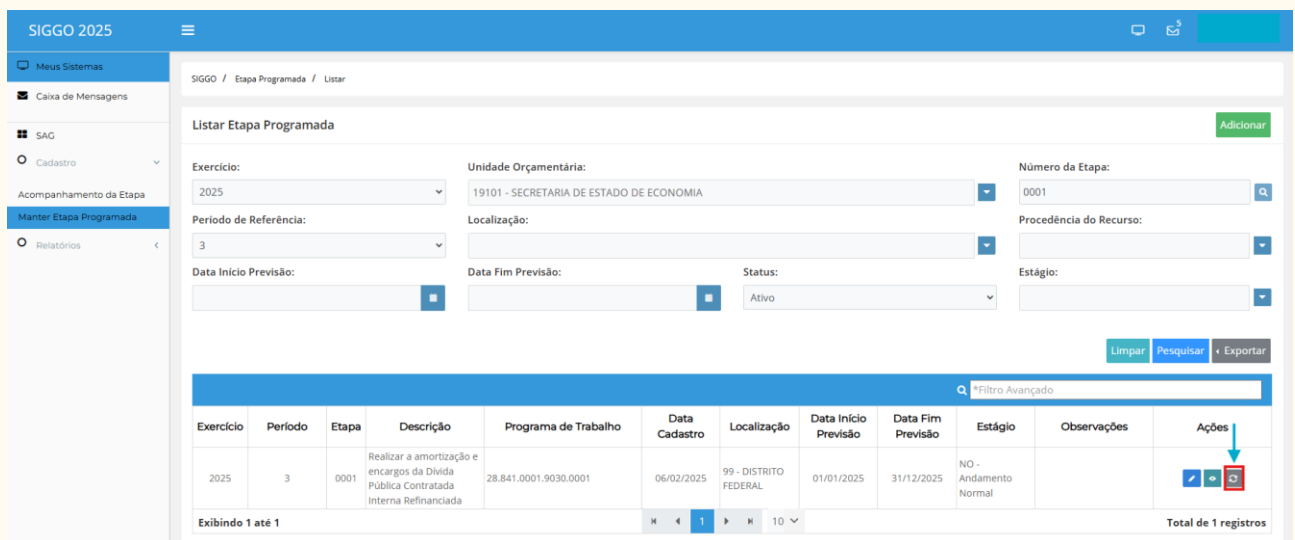 SIGGO 2025
5
Meus Sistemas
Caixa de Mensagens
SAG
Cadastro
Acompanhamento da Etapa
Manter Etapa Programada
Relatórios
SIGGO / Etapa Programada / Listar
Listar Etapa Programada
Adicionar
Exercício: Unidade Orçamentária: Número da Etapa:
2025 19101 - SECRETARIA DE ESTADO DE ECONOMIA 0001
Período de Referência: Localização: Procedência do Recurso:
3
Data Início Previsão: Data Fim Previsão: Status: Estágio:
Ativo
Limpar Pesquisar Exportar
*Filtro Avançado
Exercício Período Etapa Descrição Programa de Trabalho Data Cadastro Localização Data Início Previsão Data Fim Previsão Estágio Observações Ações
2025 3 0001 Realizar a amortização e encargos da Dívida Pública Contratada Interna Refinanciada 28.841.0001.9030.0001 06/02/2025 99 - DISTRITO FEDERAL 01/01/2025 31/12/2025 NO - Andamento Normal
Exibindo 1 até 1 1 10 Total de 1 registros